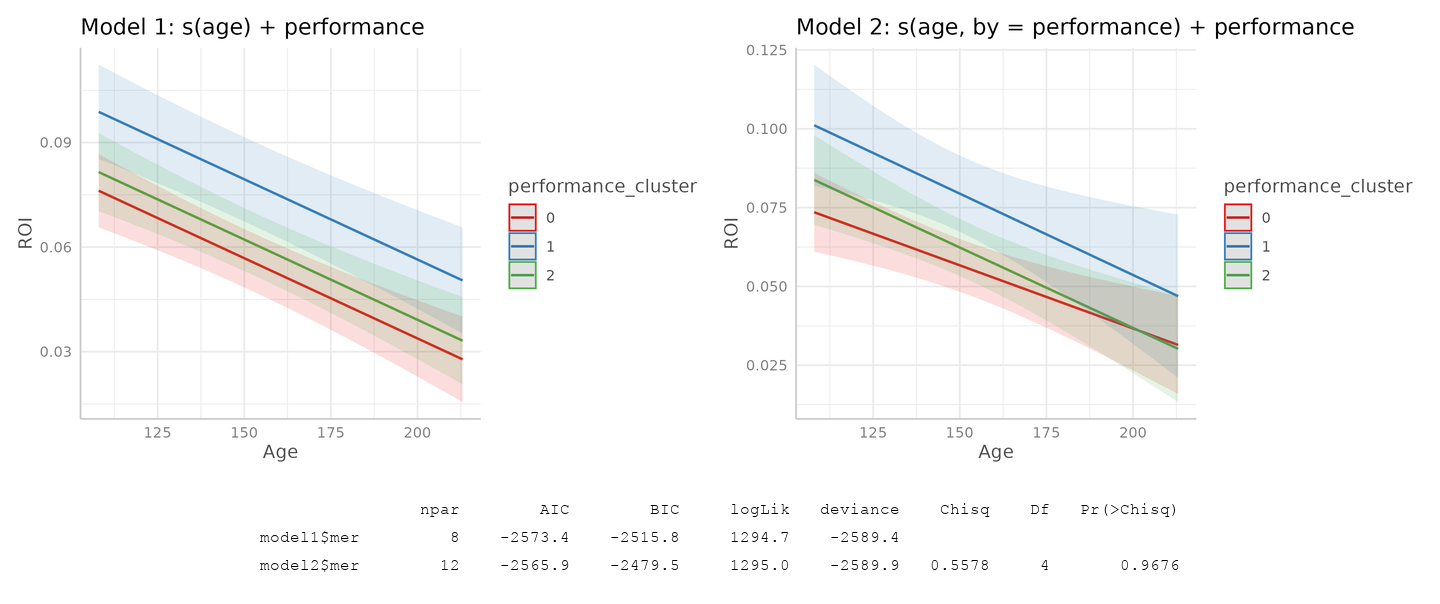 Model 1: s(age) + performance
0.09
0.06
0.03
ROI
125 150 175 200
Age
performance_cluster
0
1
2
Model 2: s(age, by = performance) + performance
0.125
0.100
0.075
0.050
0.025
ROI
125 150 175 200
Age
performance_cluster
0
1
2
npar AIC BIC logLik deviance Chisq Df Pr(>Chisq)
model1$mer 8 -2573.4 -2515.8 1294.7 -2589.4
model2$mer 12 -2565.9 -2479.5 1295.0 -2589.9 0.5578 4 0.9676